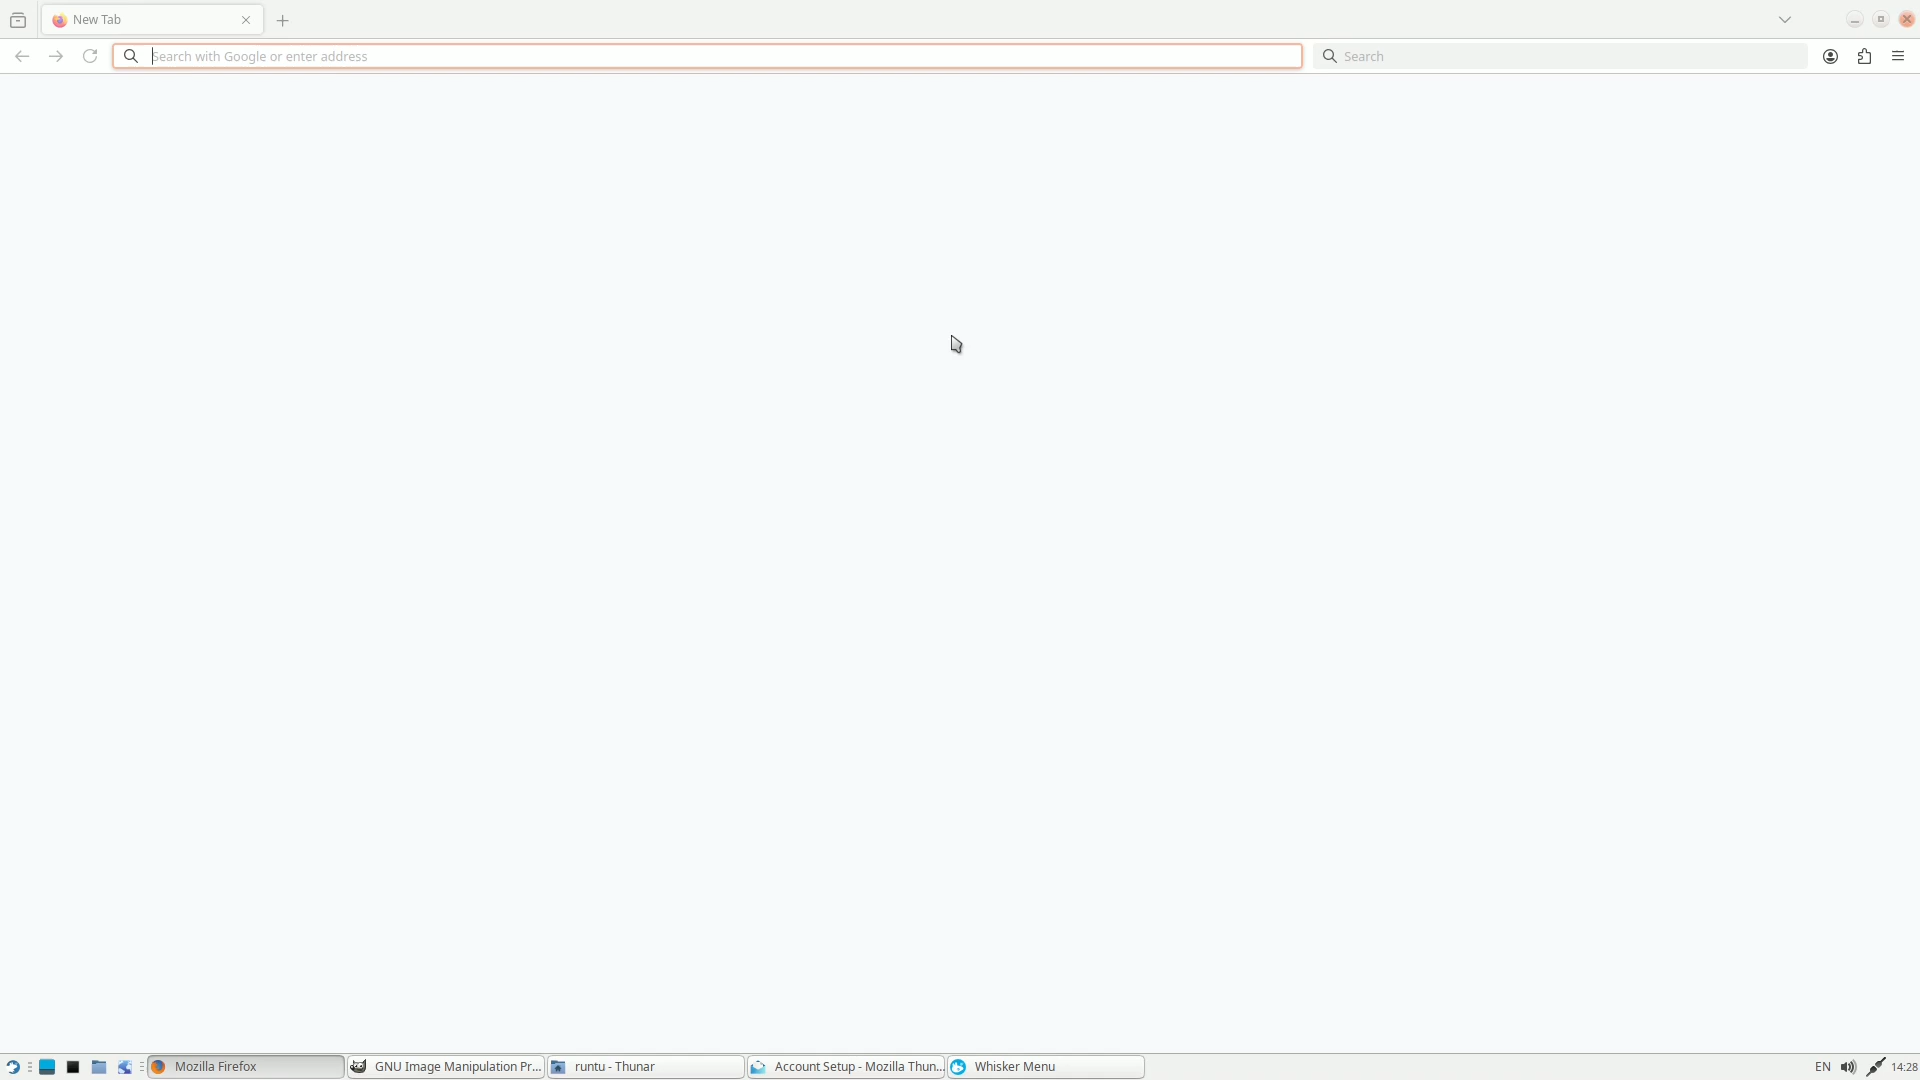 New Tab
Search with Google or enter address
Search
Mozilla Firefox
GNU Image Manipulation Pr...
runtu - Thunar
Account Setup - Mozilla Thun...
Whisker Menu
EN
14:28